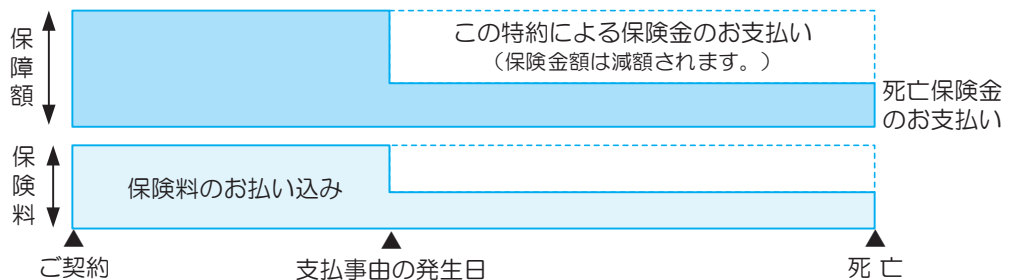 保障額
この特約による保険金のお支払い
（保険金額は減額されます。）
死亡保険金
のお支払い
保険料
保険料のお払い込み
▲
▲
▲
ご契約
支払事由の発生日
死 亡